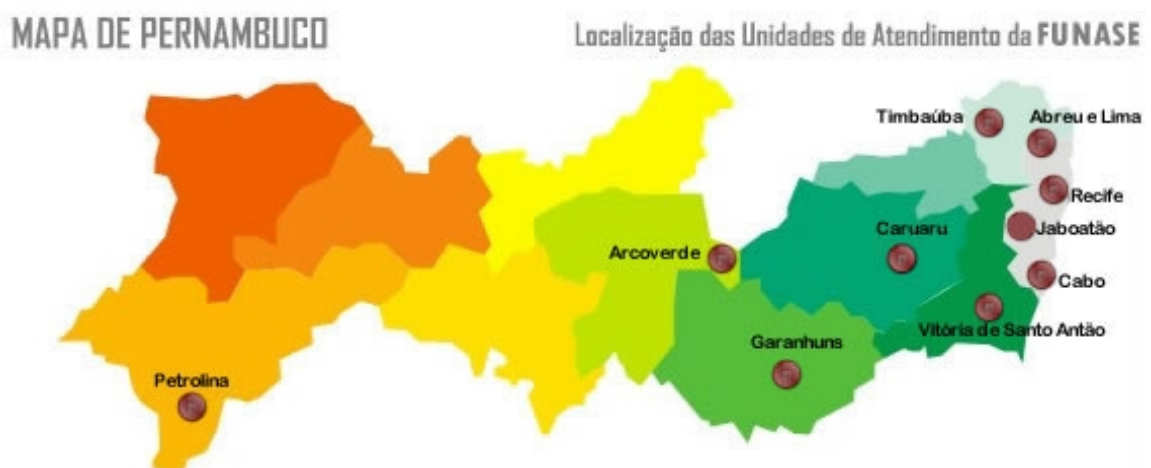 MAPA DE PERNAMBUCO
Localização das Unidades de Atendimento da FUNASE
Timbaúba
Abreu e Lima
Recife
Jaboatão
Caruaru
Arcoverde
Cabo
Vitória de Santo Antão
Garanhuns
Petrolina